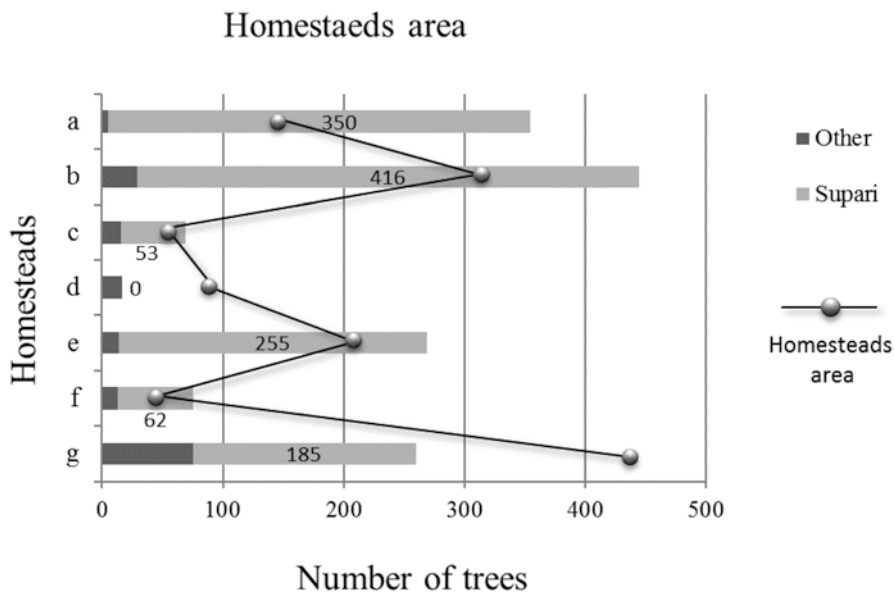 Homestaeds area
Homesteads
a
350
b
416
c
53
d
0
e
255
f
62
g
185
0 100 200 300 400 500
Number of trees
Other
Supari
Homesteads
area